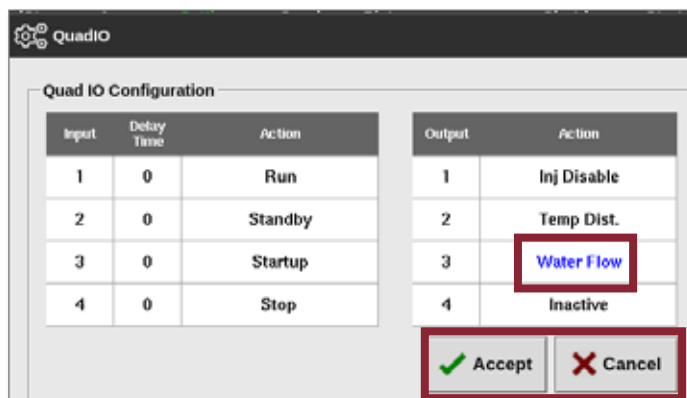 QuadIO
Quad IO Configuration
Input Delay Time Action
1 0 Run
2 0 Standby
3 0 Startup
4 0 Stop
Output Action
1 Inj Disable
2 Temp Dist.
3 Water Flow
4 Inactive
Accept Cancel